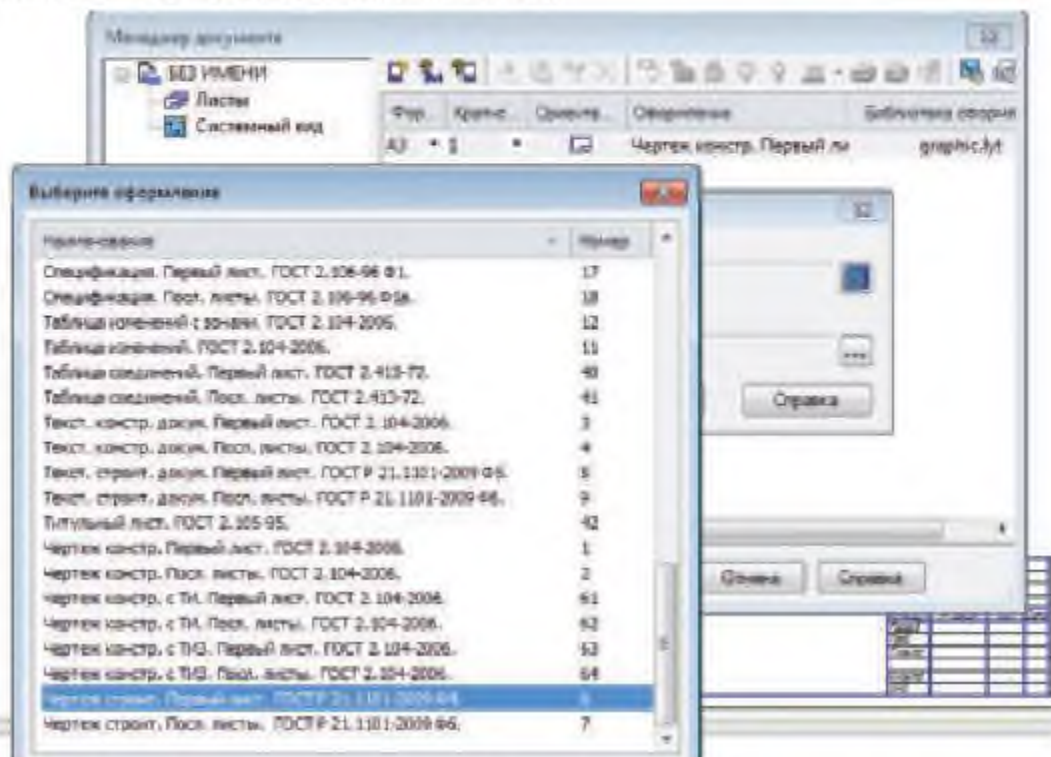 Менеджер документа
БЕЗ ИМЕНИ
Листы
Системный вид
Фор. Кратно. Ориента.. Оформление Библиотека оформ
А3 1 Чертеж констр. Первый ли graphic.lyt
Выберите оформление
Наименование Номер
Спецификация. Первый лист. ГОСТ 2.106-96 Ф1. 17
Спецификация. Посл. листы. ГОСТ 2.106-96 Ф1а. 18
Таблица изменений с зонами. ГОСТ 2.104-2006. 12
Таблица изменений. ГОСТ 2.104-2006. 11
Таблица соединений. Первый лист. ГОСТ 2.413-72. 40
Таблица соединений. Посл. листы. ГОСТ 2.413-72. 41
Текст. констр. докум. Первый лист. ГОСТ 2.104-2006. 3
Текст. констр. докум. Посл. листы. ГОСТ 2.104-2006. 4
Текст. строит. докум. Первый лист. ГОСТ Р 21.1101-2009 Ф5. 8
Текст. строит. докум. Посл. листы. ГОСТ Р 21.1101-2009 Ф6. 9
Титульный лист. ГОСТ 2.105-95. 42
Чертеж констр. Первый лист. ГОСТ 2.104-2006. 1
Чертеж констр. Посл. листы. ГОСТ 2.104-2006. 2
Чертеж констр. с ТИ. Первый лист. ГОСТ 2.104-2006. 61
Чертеж констр. с ТИ. Посл. листы. ГОСТ 2.104-2006. 62
Чертеж констр. с ТИЗ. Первый лист. ГОСТ 2.104-2006. 63
Чертеж констр. с ТИЗ. Посл. листы. ГОСТ 2.104-2006. 64
Чертеж строит. Первый лист. ГОСТ Р 21.1101-2009 6
Чертеж строит. Посл. листы. ГОСТ Р 21.1101-2009 Ф6. 7
...
Справка
Отмена Справка